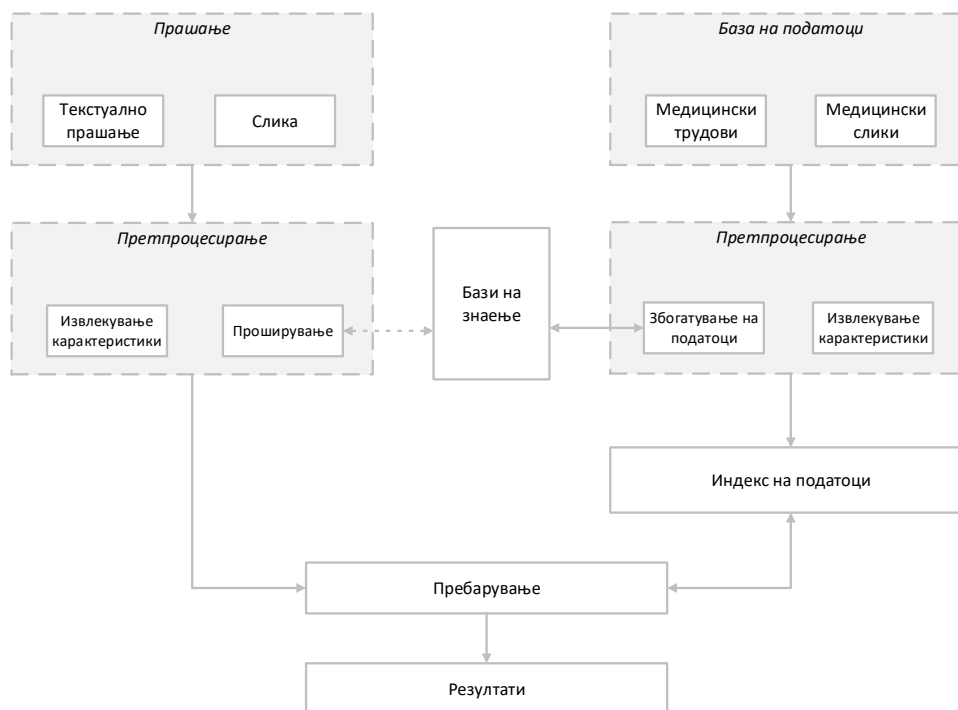 Прашање
База на податоци
Текстуално
прашање
Слика
Медицински
трудови
Медицински
слики
Претпроцесирање
Претпроцесирање
Бази на
знаење
Извлекување
карактеристики
Проширување
Збогатување на
податоци
Извлекување
карактеристики
Индекс на податоци
Пребарување
Резултати